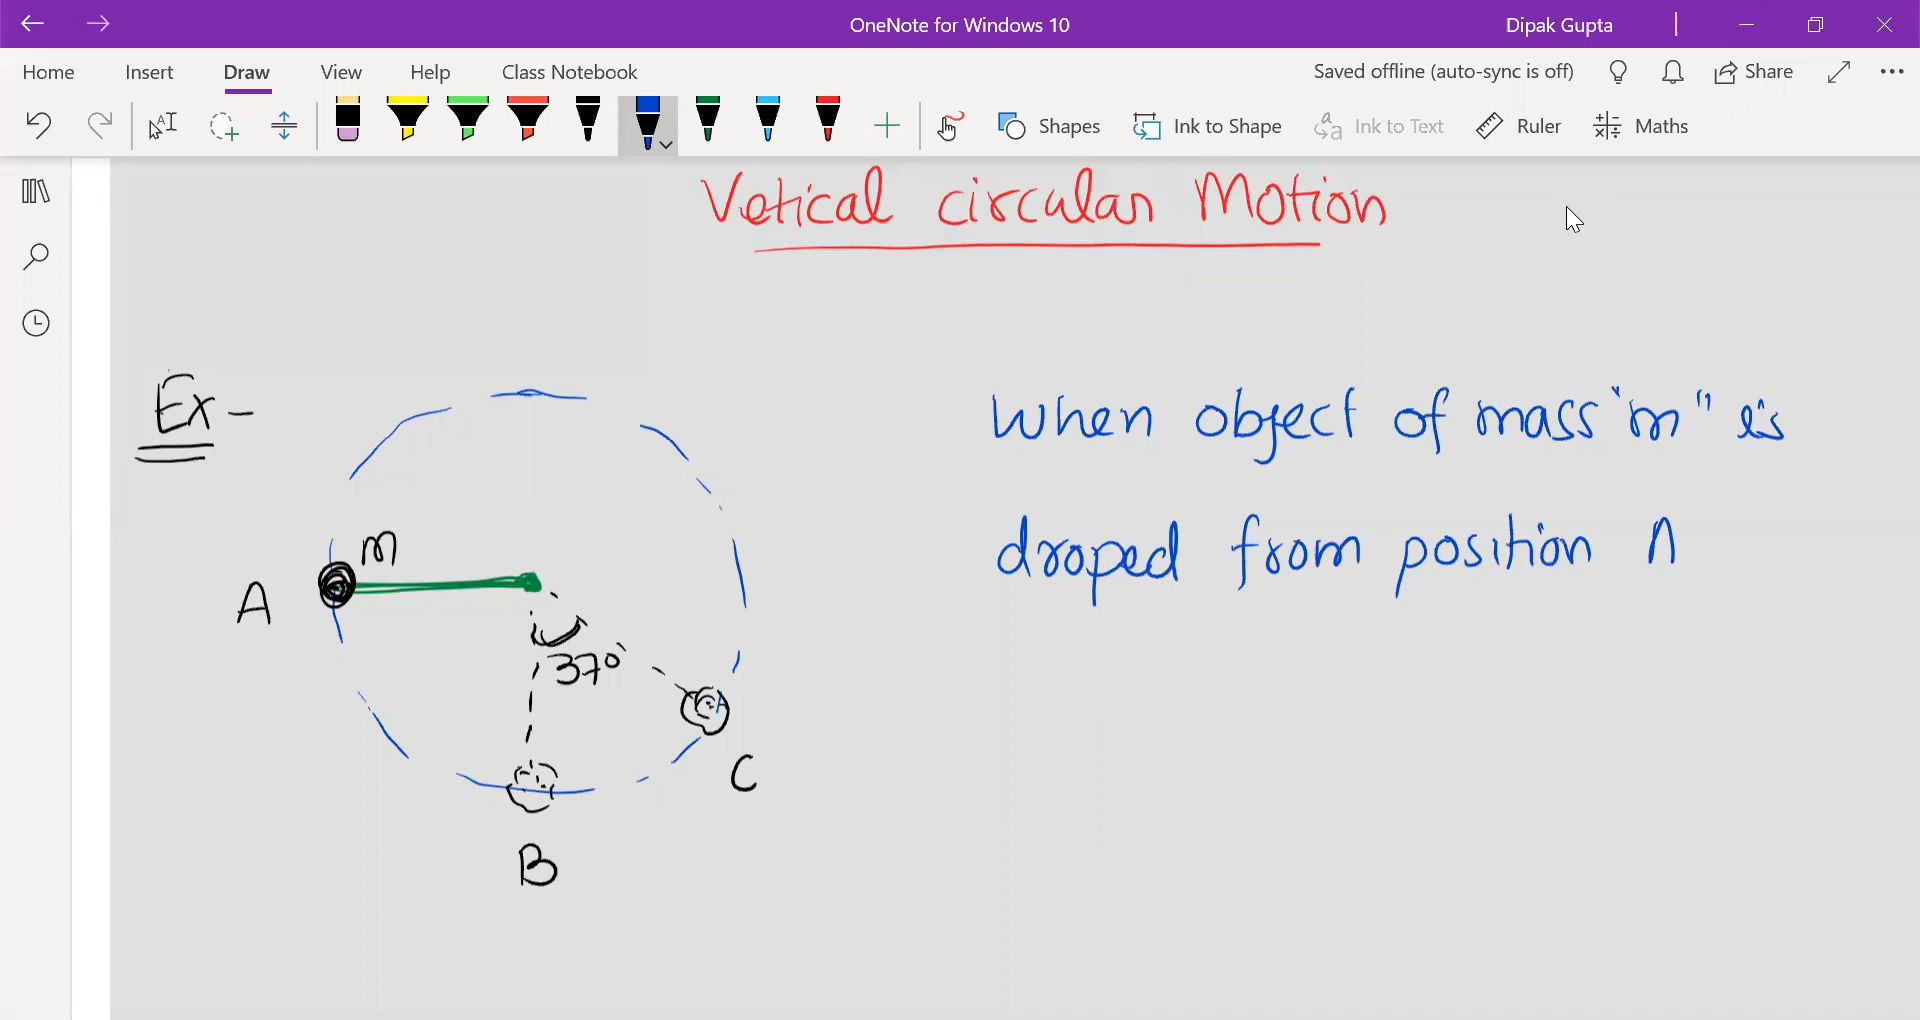 OneNote for Windows 10
Dipak Gupta
Home Insert Draw View Help Class Notebook
Saved offline (auto-sync is off) Share
Shapes Ink to Shape Ink to Text Ruler Maths
Vetical circular Motion
Ex-
When object of mass "m" is
droped from position A
M
A
37°
C
B